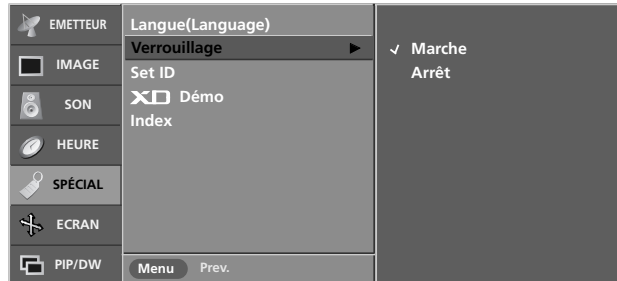 EMETTEUR
IMAGE
SON
HEURE
SPÉCIAL
ECRAN
PIP/DW
Langue(Language)
Verrouillage
Set ID
XD Démo
Index
Menu Prev.
✓ Marche
Arrêt